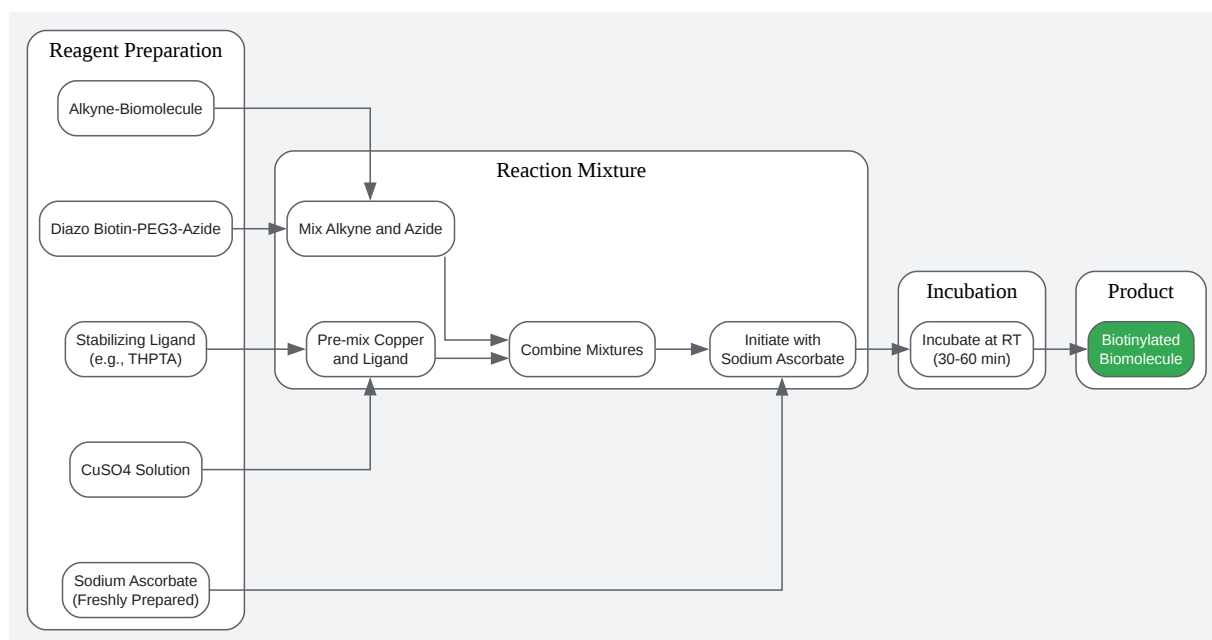 Reagent Preparation
Alkyne-Biomolecule
Diazo Biotin-PEG3-Azide
Stabilizing Ligand
(e.g., THPTA)
CuSO4 Solution
Sodium Ascorbate
(Freshly Prepared)
Reaction Mixture
Mix Alkyne and Azide
Pre-mix Copper
and Ligand
Combine Mixtures
Initiate with
Sodium Ascorbate
Incubation
Incubate at RT
(30-60 min)
Product
Biotinylated
Biomolecule